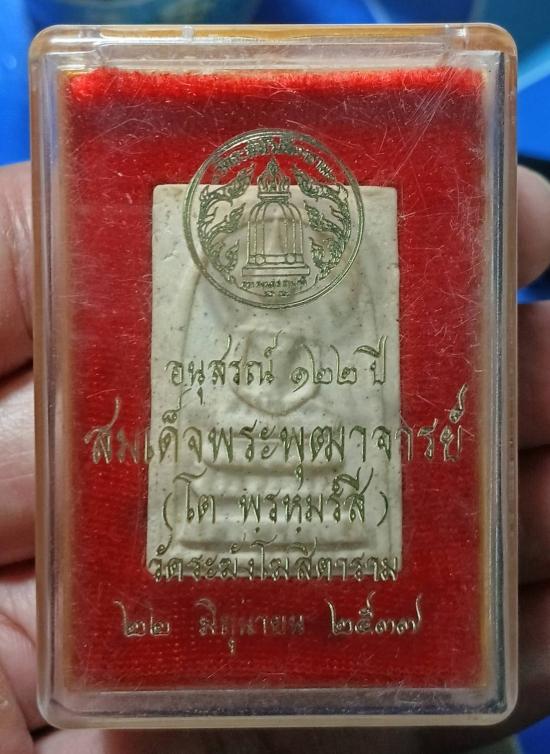 อนุสรณ์ ๑๒๒ ปี
สมเด็จพระพุฒาจารย์
(โต พฺรหฺมรํสี)
วัดระฆังโฆสิตาราม
๒๒ มิถุนายน ๒๕๓๗